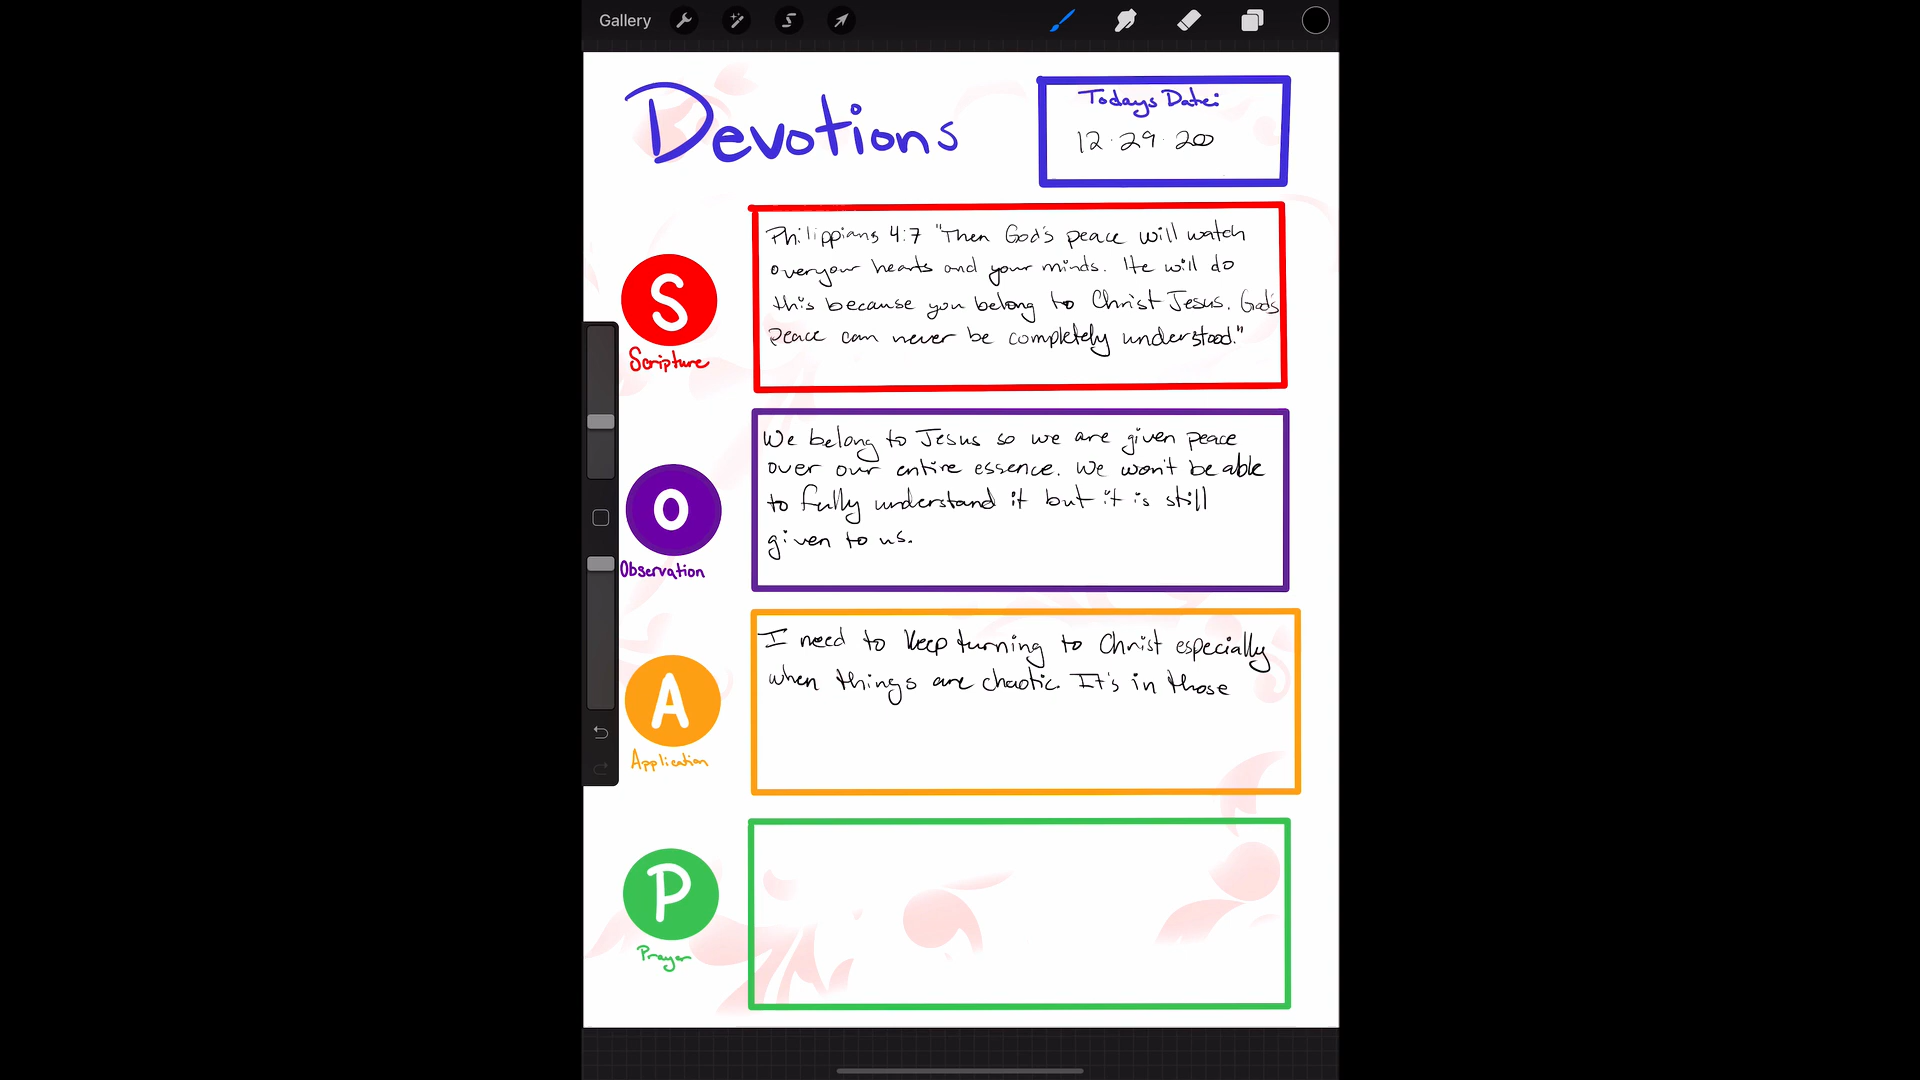 Gallery
Devotions
Todays Date:
12.29.20
Philippians 4:7 "Then God's peace will watch
over your hearts and your minds. He will do
this because you belong to Christ Jesus. God's
peace can never be completely understood."
S
Scripture
We belong to Jesus so we are given peace
over our entire essence. We won't be able
to fully understand it but it is still
given to us.
O
Observation
I need to keep turning to Christ especially
when things are chaotic. It's in those
A
Application
P
Prayer